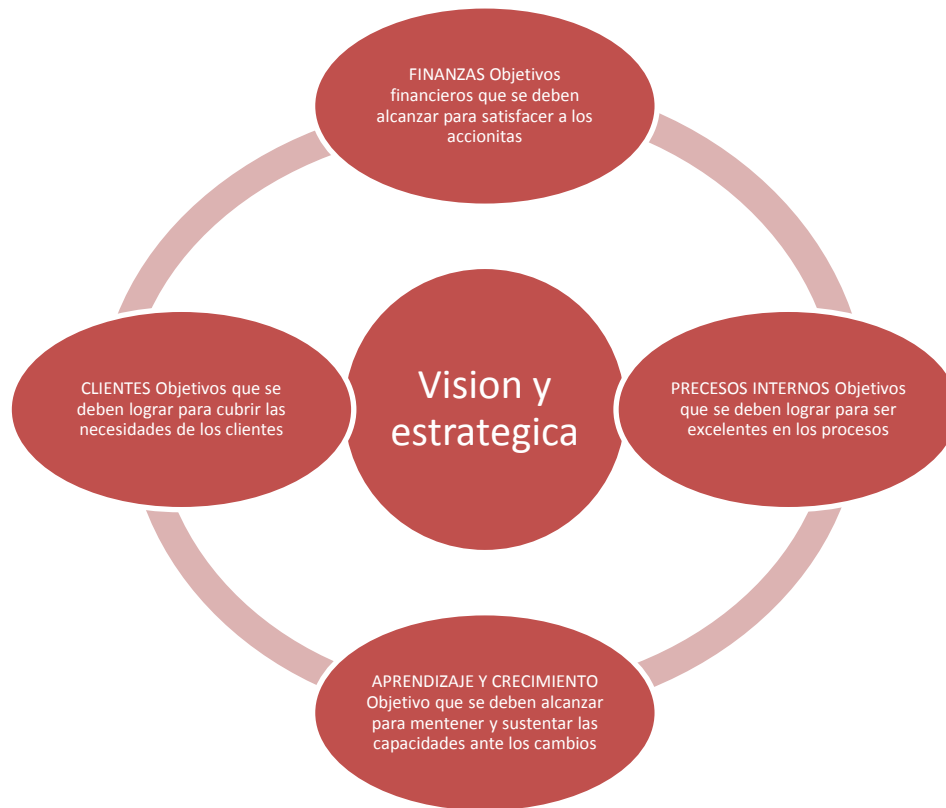 FINANZAS Objetivos
financieros que se deben
alcanzar para satisfacer a los
accionitas
CLIENTES Objetivos que se
deben lograr para cubrir las
necesidades de los clientes
Vision y
estrategica
PRECESOS INTERNOS Objetivos
que se deben lograr para ser
excelentes en los procesos
APRENDIZAJE Y CRECIMIENTO
Objetivo que se deben alcanzar
para mentener y sustentar las
capacidades ante los cambios